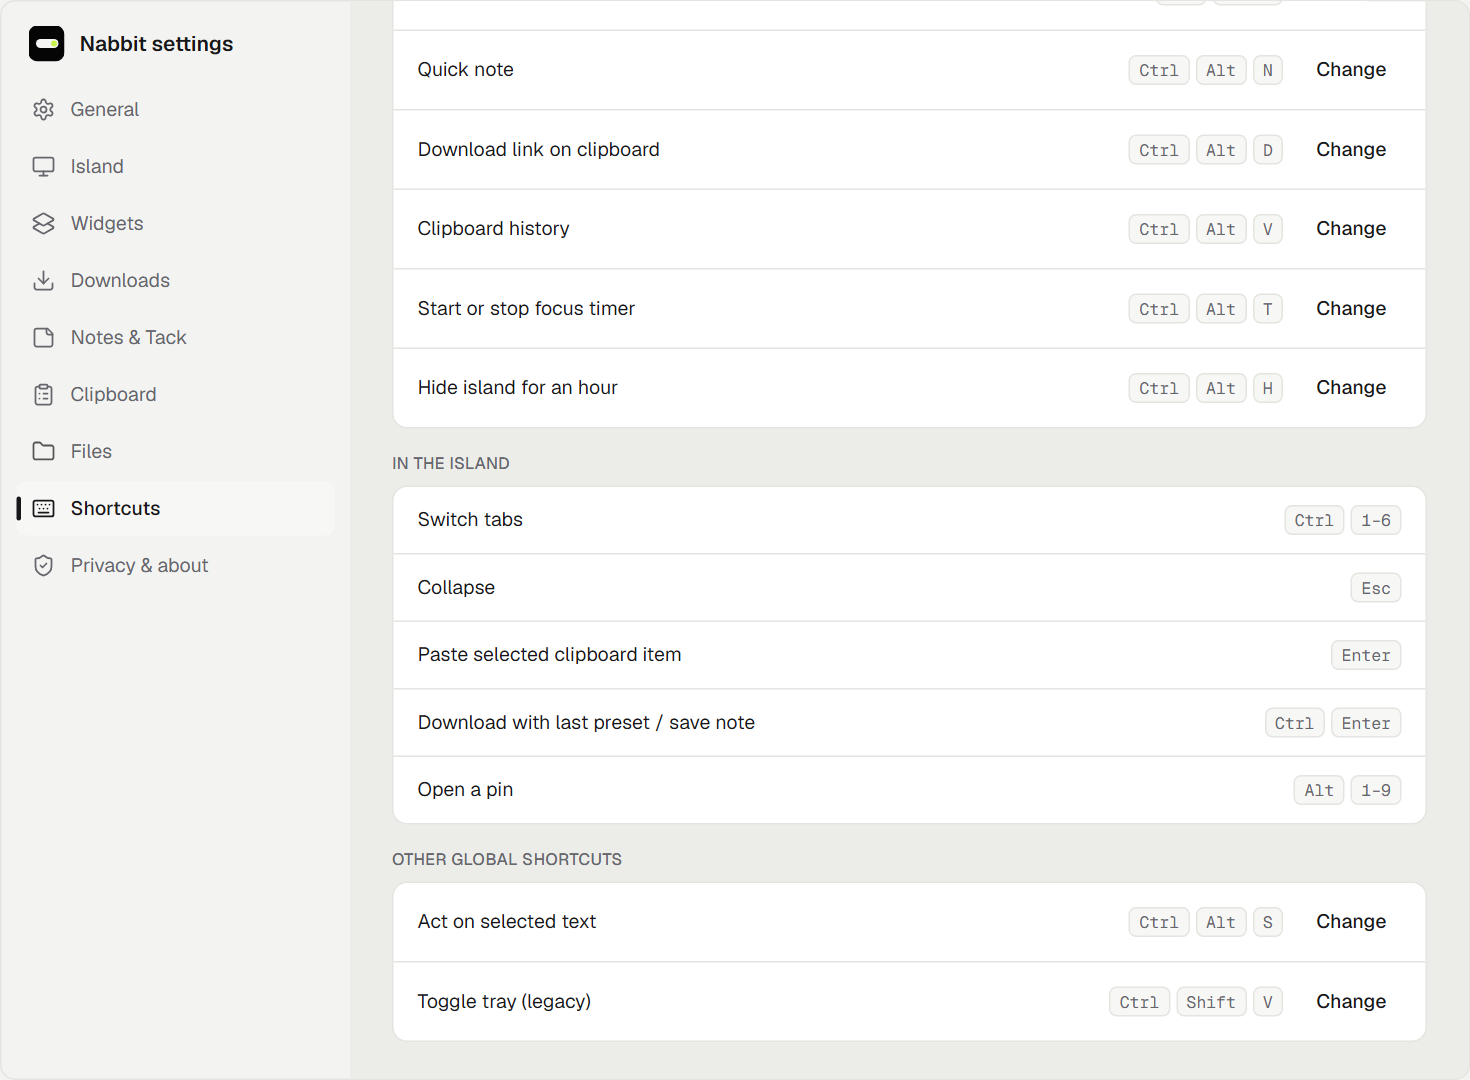 Nabbit settings
General
Island
Widgets
Downloads
Notes & Tack
Clipboard
Files
Shortcuts
Privacy & about
Quick note Ctrl Alt N Change
Download link on clipboard Ctrl Alt D Change
Clipboard history Ctrl Alt V Change
Start or stop focus timer Ctrl Alt T Change
Hide island for an hour Ctrl Alt H Change
IN THE ISLAND
Switch tabs Ctrl 1–6
Collapse Esc
Paste selected clipboard item Enter
Download with last preset / save note Ctrl Enter
Open a pin Alt 1–9
OTHER GLOBAL SHORTCUTS
Act on selected text Ctrl Alt S Change
Toggle tray (legacy) Ctrl Shift V Change